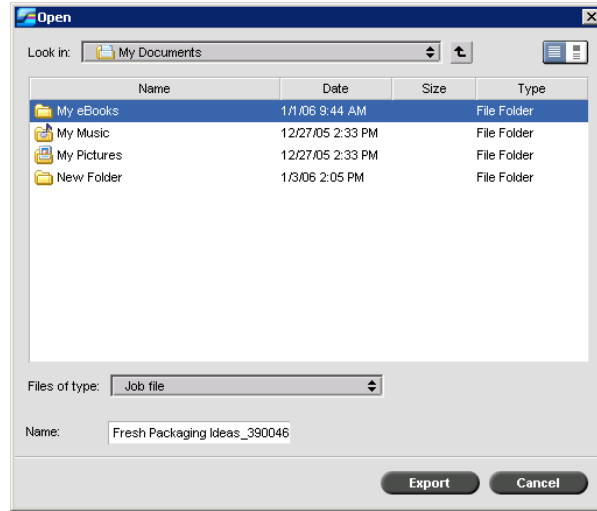 Open
Look in: My Documents
Name Date Size Type
My eBooks 1/1/06 9:44 AM File Folder
My Music 12/27/05 2:33 PM File Folder
My Pictures 12/27/05 2:33 PM File Folder
New Folder 1/3/06 2:05 PM File Folder
Files of type: Job file
Name: Fresh Packaging Ideas_390046
Export Cancel